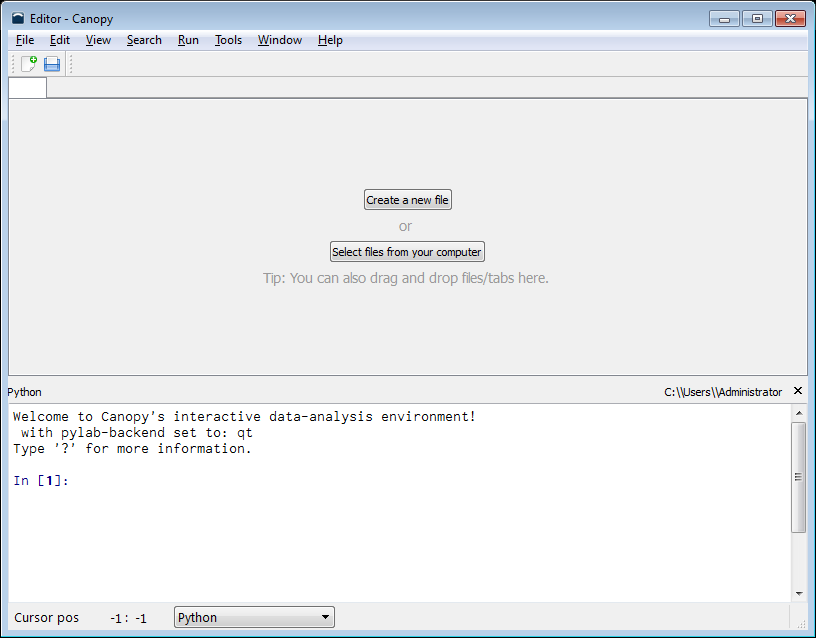 Editor - Canopy
File Edit View Search Run Tools Window Help
Create a new file
or
Select files from your computer
Tip: You can also drag and drop files/tabs here.
Python C:\\Users\\Administrator
Welcome to Canopy's interactive data-analysis environment!
with pylab-backend set to: qt
Type '?' for more information.
In [1]:
Cursor pos -1 : -1 Python